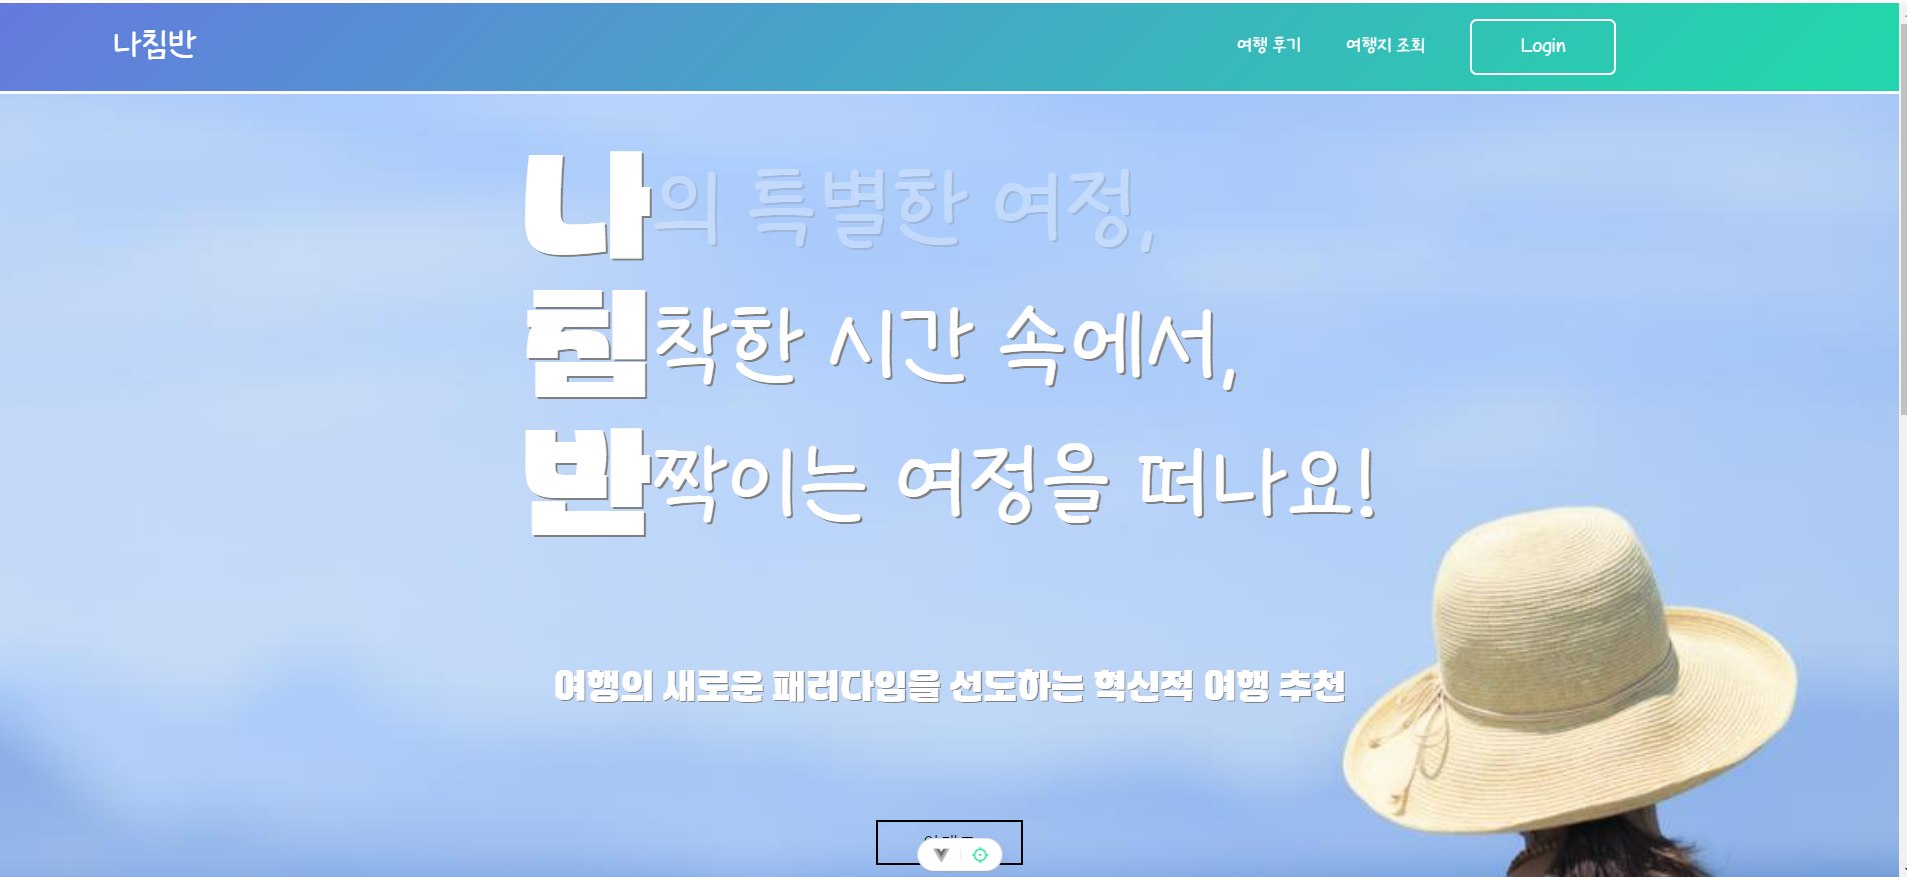 나침반
여행 후기 여행지 조회 Login
나의 특별한 여정,
침착한 시간 속에서,
반짝이는 여정을 떠나요!
여행의 새로운 패러다임을 선도하는 혁신적 여행 추천